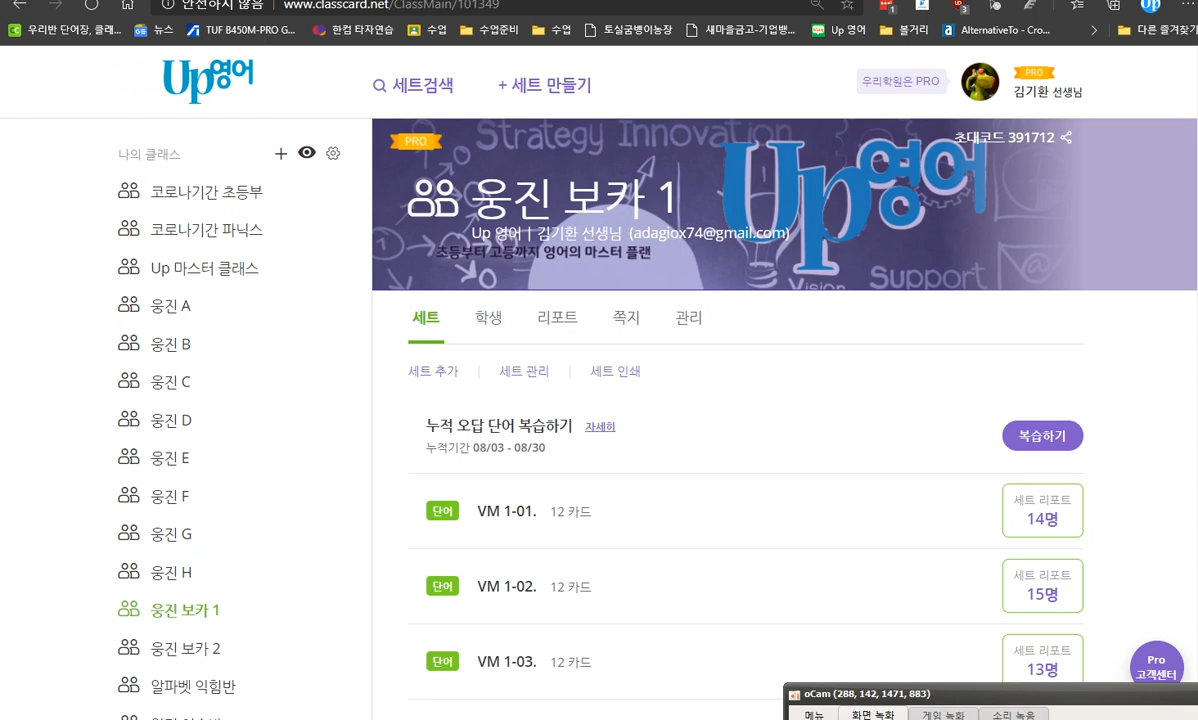 안전하지 않음 | www.classcard.net/ClassMain/101349
우리반 단어장, 클래... 뉴스 TUF B450M-PRO G... 한컴 타자연습 수업 수업준비 수업 토실굼벵이농장 새마을금고-기업뱅... Up 영어 볼거리 AlternativeTo - Cro... 다른 즐겨찾기
Up영어
세트검색
+ 세트 만들기
우리학원은 PRO
PRO
김기환 선생님
나의 클래스
코로나기간 초등부
코로나기간 파닉스
Up 마스터 클래스
웅진 A
웅진 B
웅진 C
웅진 D
웅진 E
웅진 F
웅진 G
웅진 H
웅진 보카 1
웅진 보카 2
알파벳 익힘반
PRO
Strategy Innovation
초대코드 391712
웅진 보카 1
Up영어
Up 영어 | 김기환 선생님 (adagiox74@gmail.com)
초등부터 고등까지 영어의 마스터 플랜
Vision
Support
세트 학생 리포트 쪽지 관리
세트 추가 | 세트 관리 | 세트 인쇄
누적 오답 단어 복습하기 자세히
누적기간 08/03 - 08/30
복습하기
단어 VM 1-01. 12 카드
세트 리포트
14명
단어 VM 1-02. 12 카드
세트 리포트
15명
단어 VM 1-03. 12 카드
세트 리포트
13명
Pro
고객센터
oCam (288, 142, 1471, 883)
메뉴 화면 녹화 게임 녹화 소리 녹음